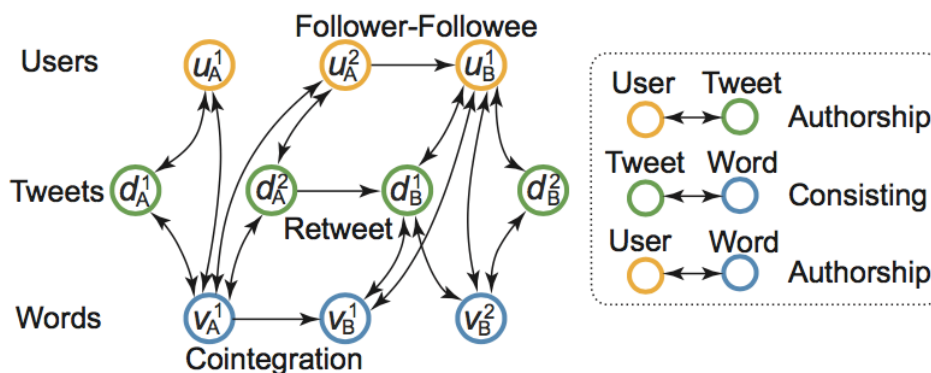 Follower-Followee
Users u_A^1 u_A^2 u_B^1
Tweets d_A^1 d_A^2 d_B^1 d_B^2
Retweet
Words v_A^1 v_B^1 v_B^2
Cointegration
User Tweet
Authorship
Tweet Word
Consisting
User Word
Authorship